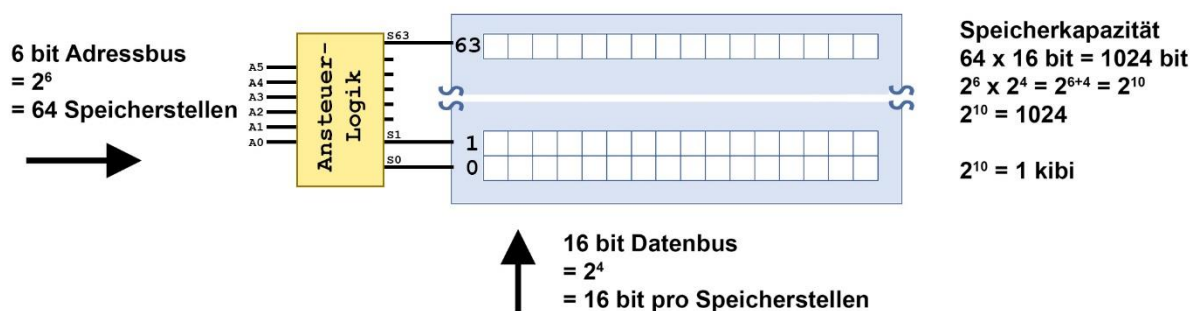 6 bit Adressbus
= 2⁶
= 64 Speicherstellen
A5
A4
A3
A2
A1
A0
Ansteuer-
Logik
S63
S1
S0
63
1
0
16 bit Datenbus
= 2⁴
= 16 bit pro Speicherstellen
Speicherkapazität
64 x 16 bit = 1024 bit
2⁶ x 2⁴ = 2⁶⁺⁴ = 2¹⁰
2¹⁰ = 1024
2¹⁰ = 1 kibi